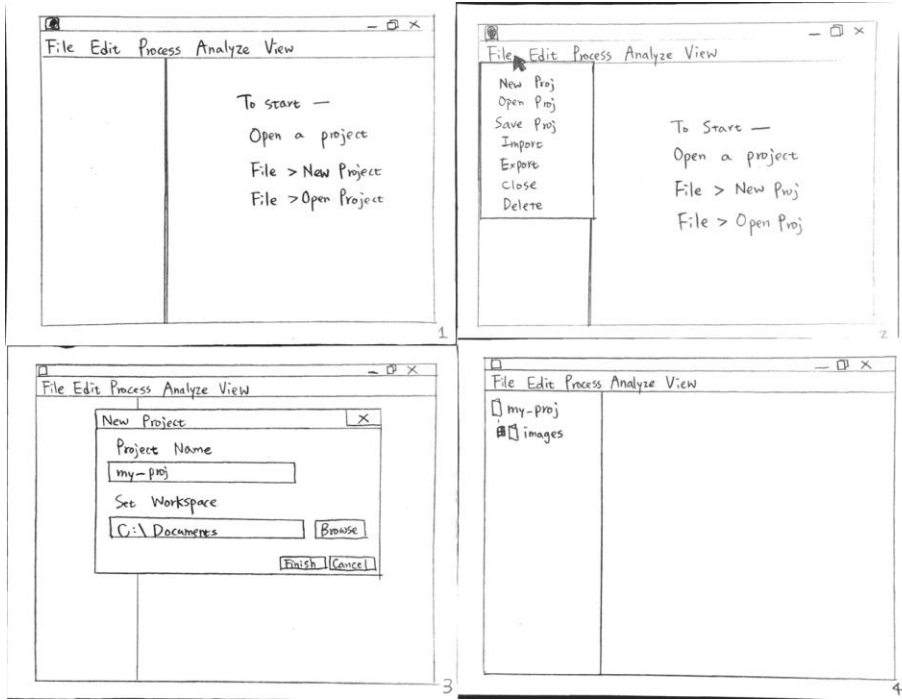 File Edit Process Analyze View
To start —
Open a project
File > New Project
File > Open Project
1
File Edit Process Analyze View
New Proj
Open Proj
Save Proj
Import
Export
Close
Delete
To Start —
Open a project
File > New Proj
File > Open Proj
2
File Edit Process Analyze View
New Project
Project Name
my-proj
Set Workspace
C:\ Documents
Browse
Finish Cancel
3
File Edit Process Analyze View
my-proj
images
4